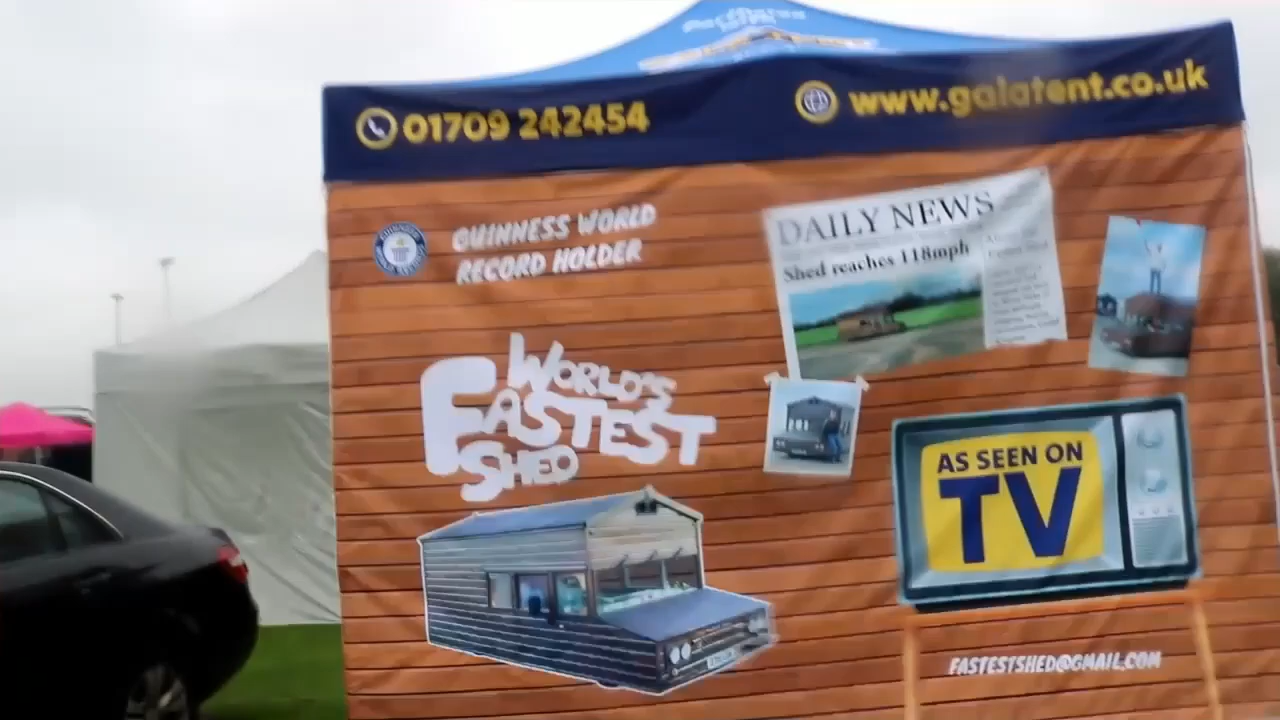 01709 242454
www.galatent.co.uk
GUINNESS WORLD
RECORD HOLDER
DAILY NEWS
Shed reaches 118mph
WORLD'S
FASTEST
SHED
AS SEEN ON
TV
FASTESTSHED@GMAIL.COM